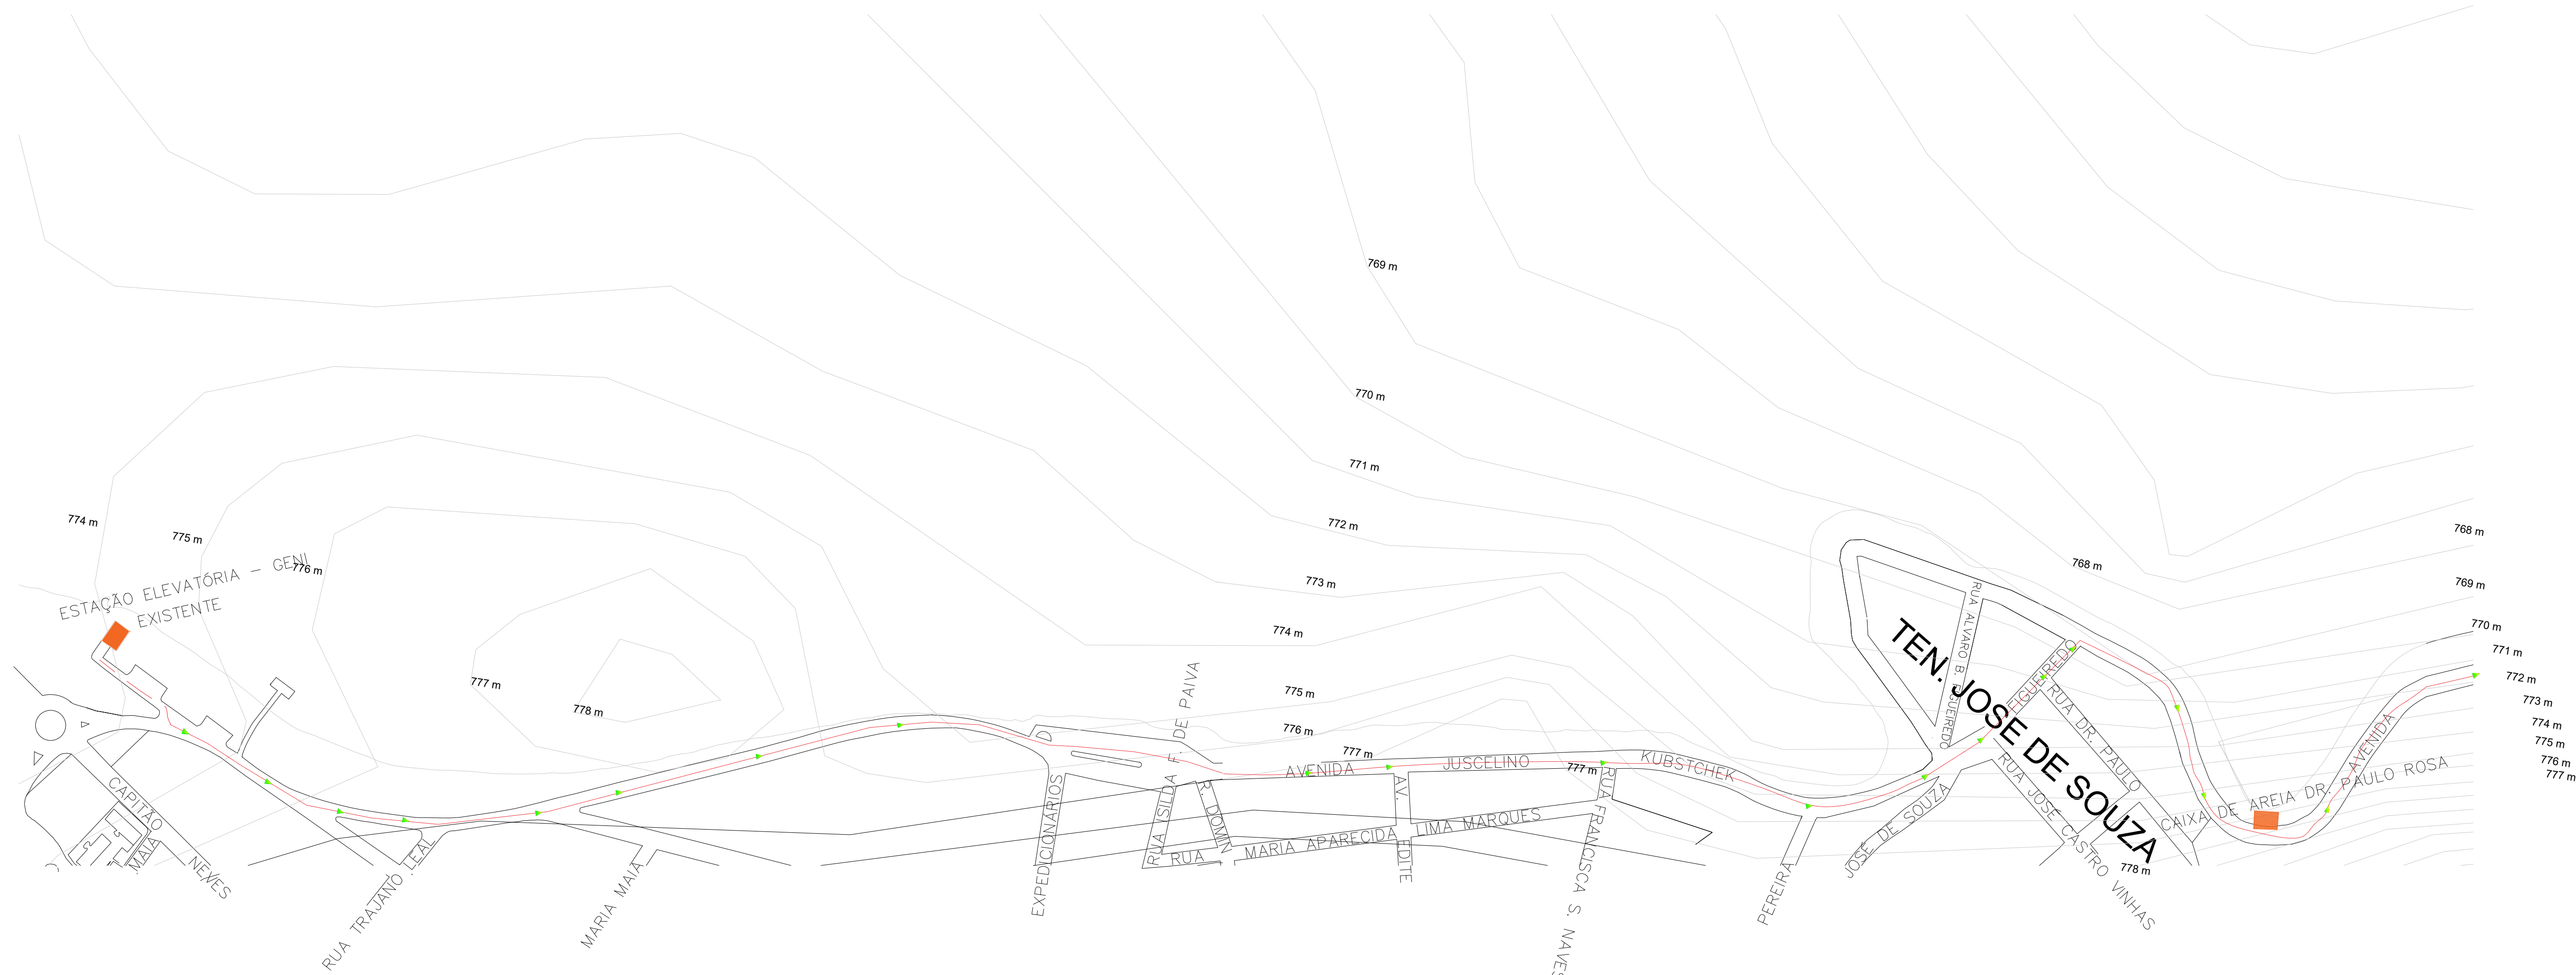 769 m
770 m
771 m
772 m
773 m
774 m
775 m
776 m
777 m
777 m
774 m
775 m
776 m
777 m
778 m
768 m
768 m
769 m
770 m
771 m
772 m
773 m
774 m
775 m
776 m
777 m
778 m
ESTAÇÃO ELEVATÓRIA – GENI
EXISTENTE
CAPITÃO
NEVES
MAIA
RUA TRAJANO LEAL
MARIA MAIA
EXPEDICIONÁRIOS
D
RUA ISILDA F. DE PAIVA
R. DOMIN
RUA
MARIA APARECIDA
LIMA MARQUES
AVENIDA
JUSCELINO
KUBSTCHEK
AV.
EDITE
RUA FRANCISCA S. NAVES
PEREIRA
JOSÉ DE SOUZA
RUA ALVARO B. FIGUEIREDO
FIGUEIREDO
TEN. JOSE DE SOUZA
RUA DR. PAULO
RUA JOSÉ CASTRO VINHAS
CAIXA DE AREIA DR. PAULO ROSA
AVENIDA